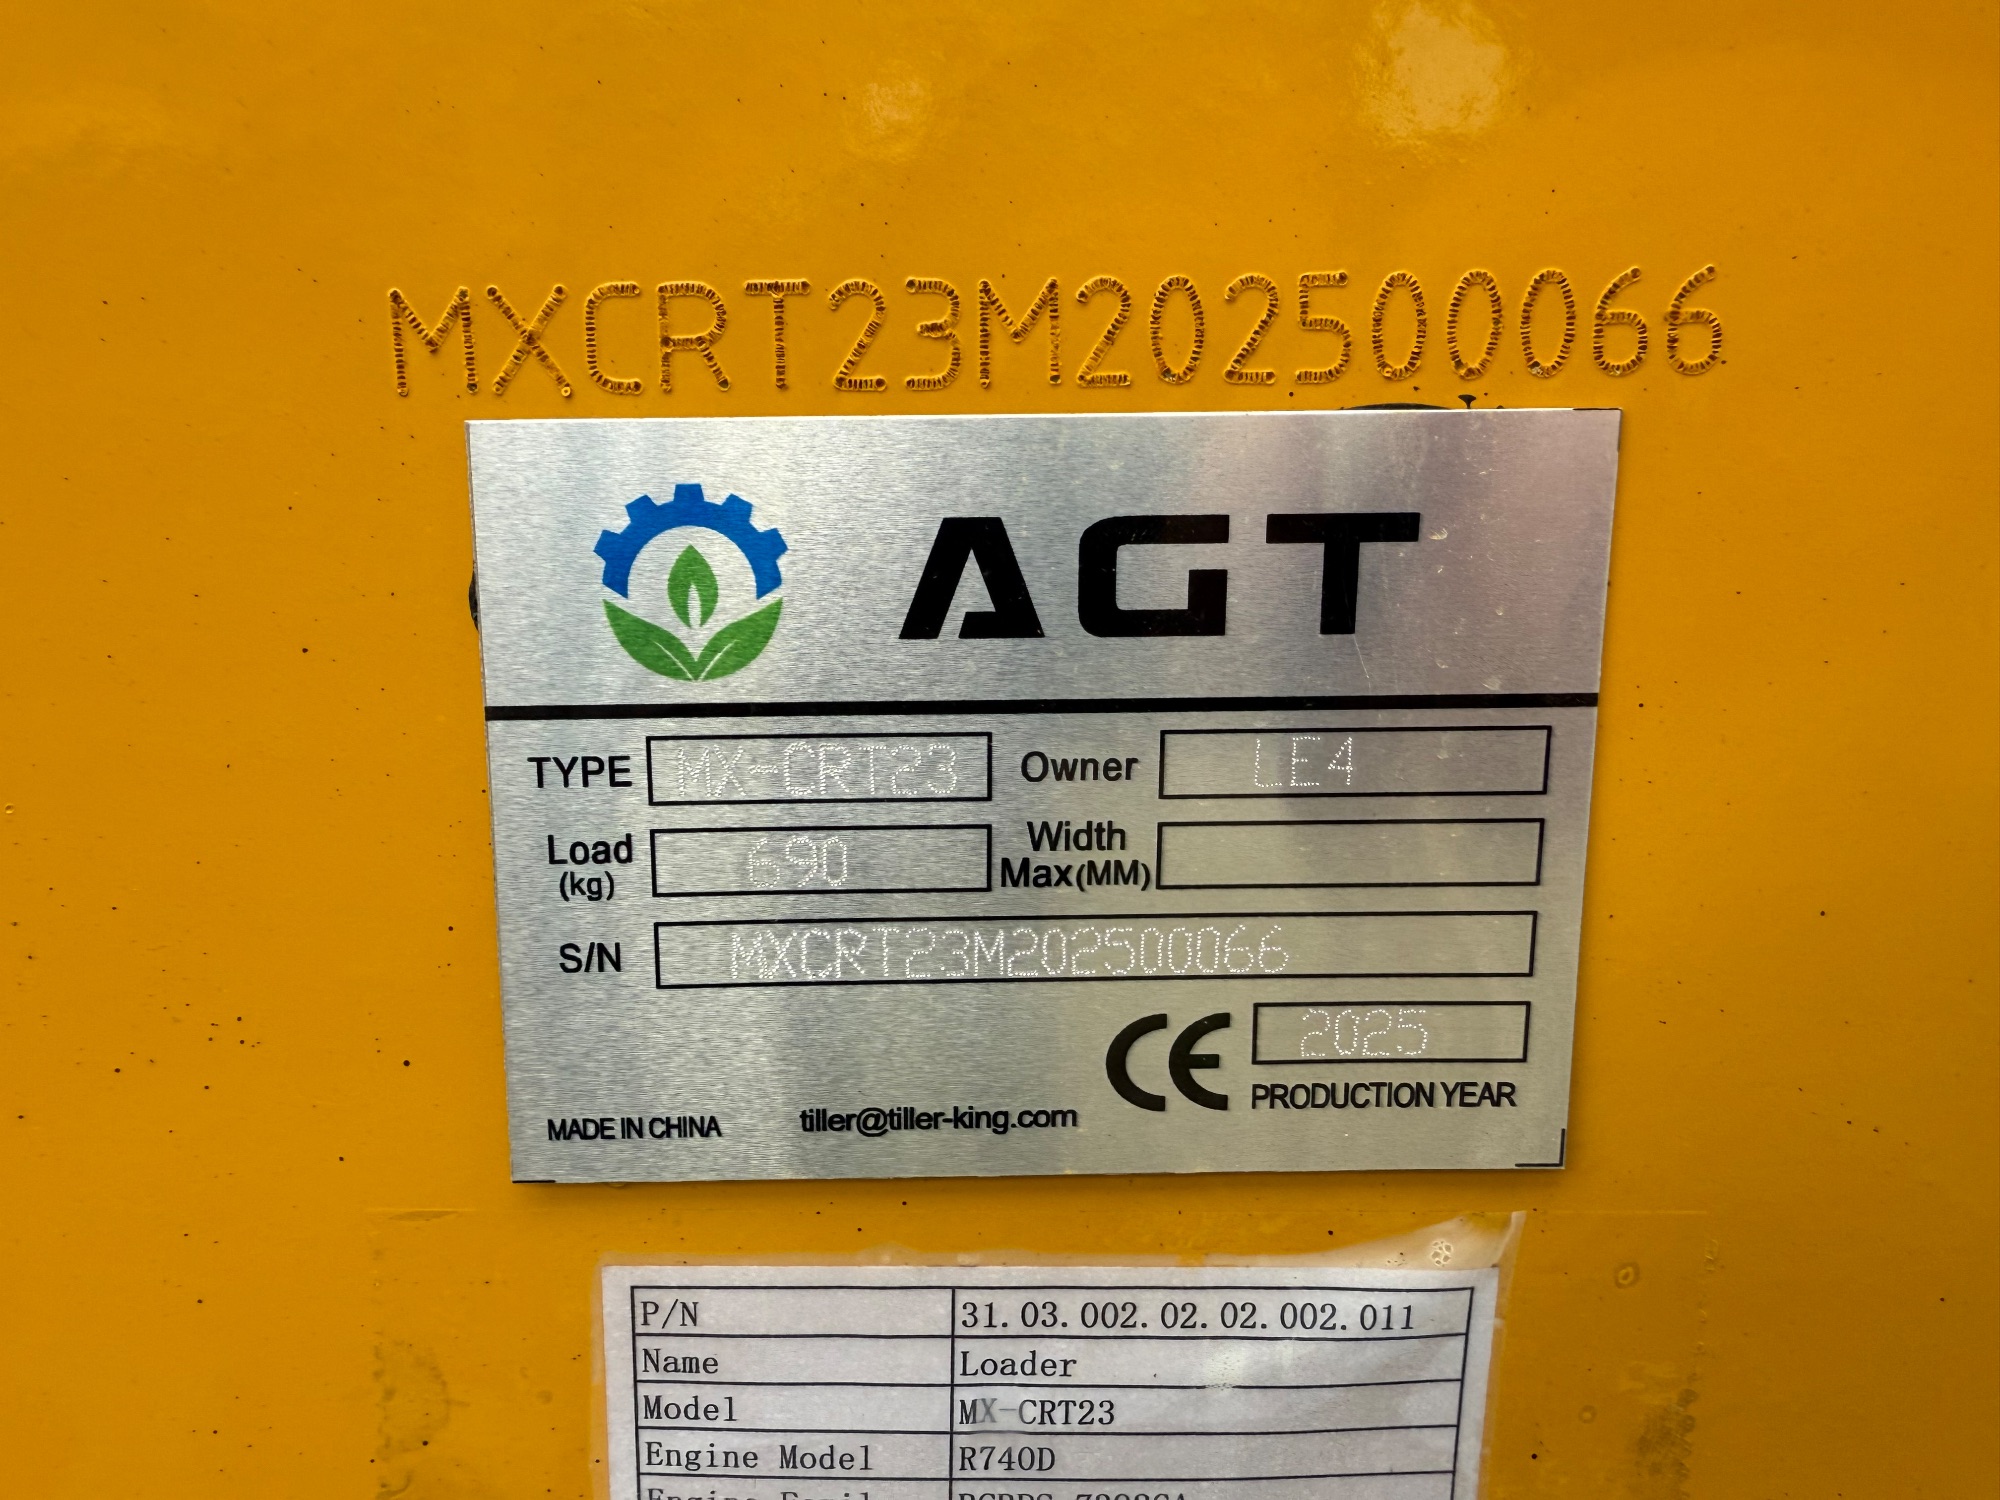 MXCRT23M202500066
AGT
TYPE MX-CRT23 Owner LE4
Load (kg) 690 Width Max(MM)
S/N MXCRT23M202500066
CE 2025
PRODUCTION YEAR
MADE IN CHINA tiller@tiller-king.com
P/N 31.03.002.02.02.002.011
Name Loader
Model MX-CRT23
Engine Model R740D
Engine